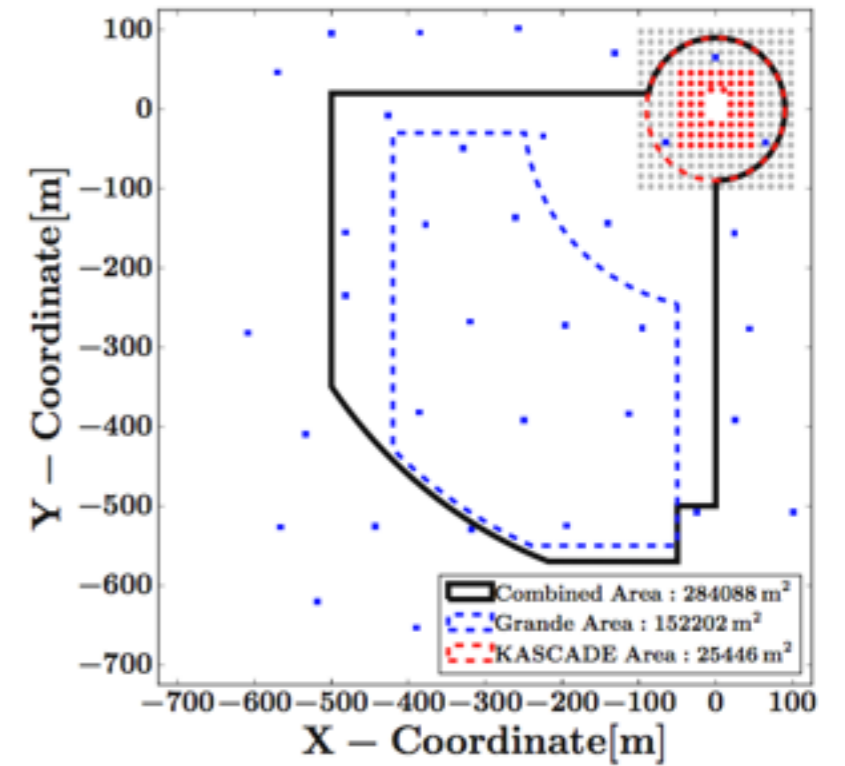 100
0
−100
−200
−300
−400
−500
−600
−700
Y − Coordinate[m]
Combined Area : 284088 m²
Grande Area : 152202 m²
KASCADE Area : 25446 m²
−700 −600 −500 −400 −300 −200 −100 0 100
X − Coordinate[m]